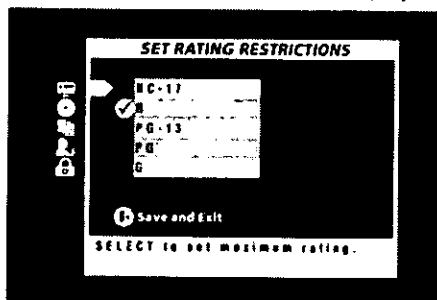 SET RATING RESTRICTIONS
NC-17
R
PG-13
PG
G
Save and Exit
SELECT to set maximum rating.